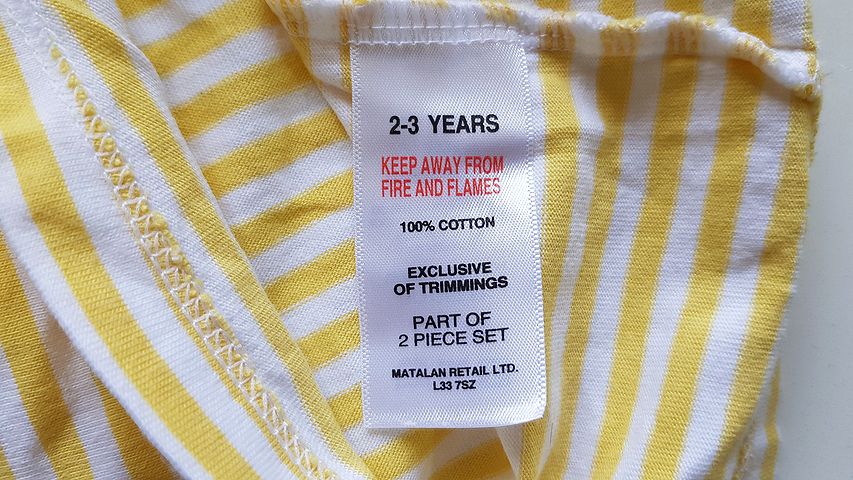 2-3 YEARS
KEEP AWAY FROM
FIRE AND FLAMES
100% COTTON
EXCLUSIVE
OF TRIMMINGS
PART OF
2 PIECE SET
MATALAN RETAIL LTD.
L33 7SZ